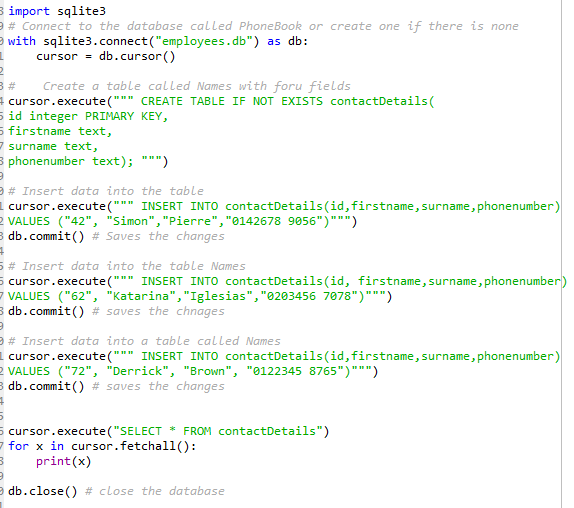 import sqlite3
# Connect to the database called PhoneBook or create one if there is none
with sqlite3.connect("employees.db") as db:
    cursor = db.cursor()
#    Create a table called Names with foru fields
cursor.execute(""" CREATE TABLE IF NOT EXISTS contactDetails(
id integer PRIMARY KEY,
firstname text,
surname text,
phonenumber text); """)
# Insert data into the table
cursor.execute(""" INSERT INTO contactDetails(id,firstname,surname,phonenumber)
VALUES ("42", "Simon","Pierre","0142678 9056")""")
db.commit() # Saves the changes
# Insert data into the table Names
cursor.execute(""" INSERT INTO contactDetails(id, firstname,surname,phonenumber)
VALUES ("62", "Katarina","Iglesias","0203456 7078")""")
db.commit() # saves the chnages
# Insert data into a table called Names
cursor.execute(""" INSERT INTO contactDetails(id,firstname,surname,phonenumber)
VALUES ("72", "Derrick", "Brown", "0122345 8765")""")
db.commit() # saves the changes
cursor.execute("SELECT * FROM contactDetails")
for x in cursor.fetchall():
    print(x)
db.close() # close the database